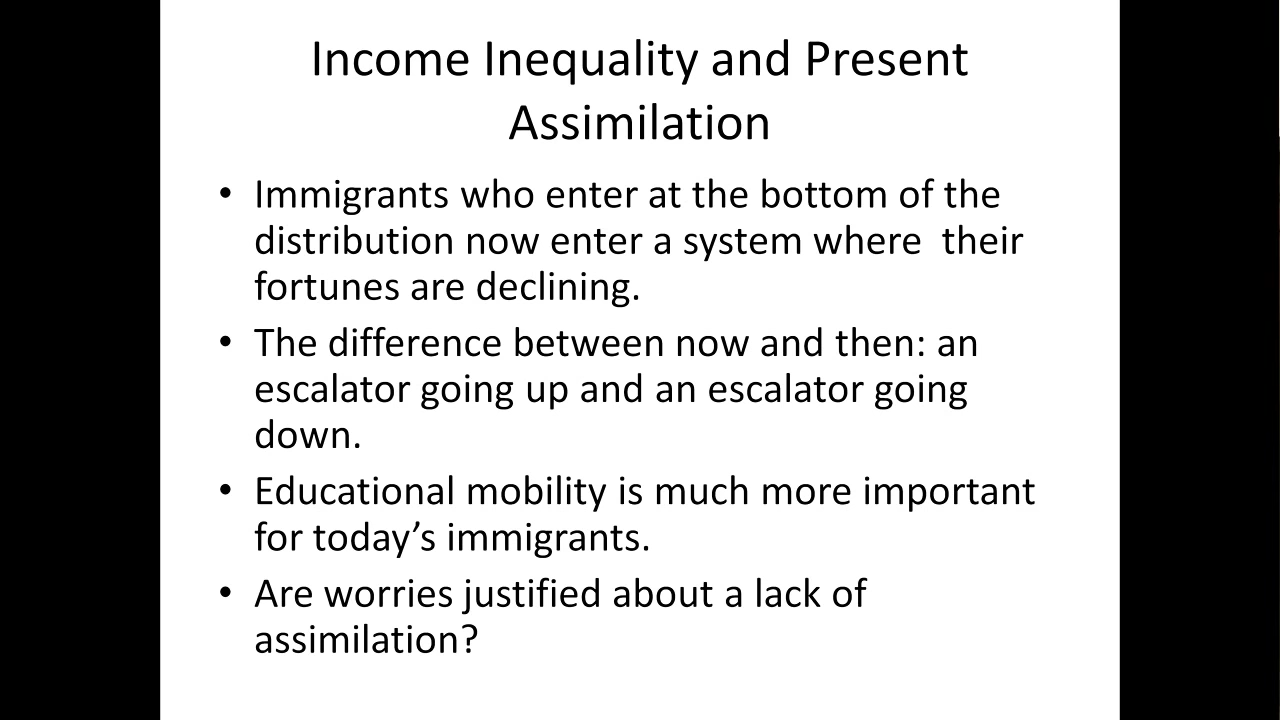 Income Inequality and Present
Assimilation
• Immigrants who enter at the bottom of the
distribution now enter a system where  their
fortunes are declining.
• The difference between now and then: an
escalator going up and an escalator going
down.
• Educational mobility is much more important
for today’s immigrants.
• Are worries justified about a lack of
assimilation?